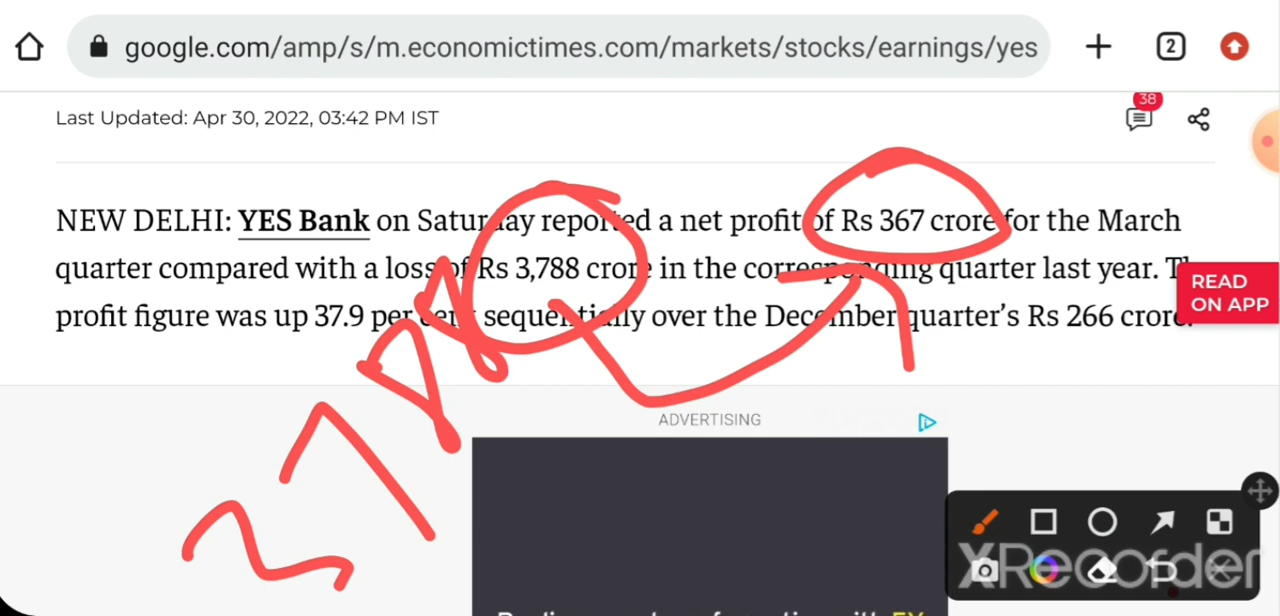 google.com/amp/s/m.economictimes.com/markets/stocks/earnings/yes
2
Last Updated: Apr 30, 2022, 03:42 PM IST
38
NEW DELHI: YES Bank on Saturday reported a net profit of Rs 367 crore for the March
quarter compared with a loss of Rs 3,788 crore in the corresponding quarter last year.
READ
ON APP
profit figure was up 37.9 per cent sequentially over the December quarter's Rs 266 crore.
3788
ADVERTISING
XRecorder